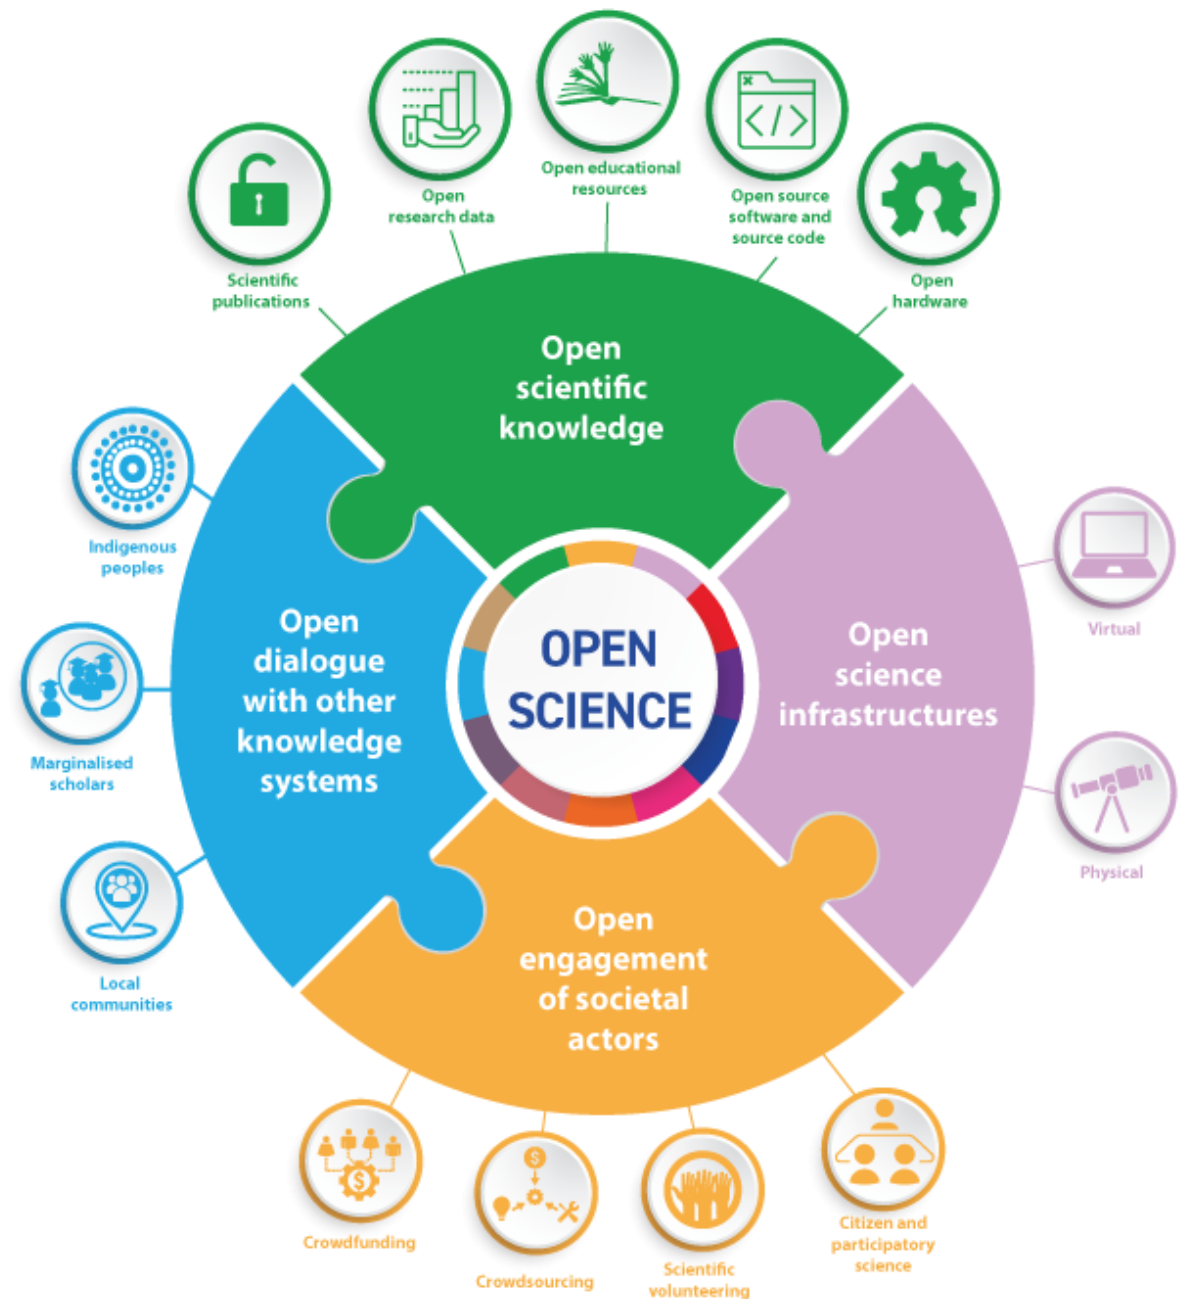 Open educational
resources
Open
research data
Open source
software and
source code
Scientific
publications
Open
hardware
Open
scientific
knowledge
Indigenous
peoples
Marginalised
scholars
Local
communities
Open
dialogue
with other
knowledge
systems
OPEN
SCIENCE
Open
science
infrastructures
Virtual
Physical
Open
engagement
of societal
actors
Crowdfunding
$
Crowdsourcing
$
Scientific
volunteering
Citizen and
participatory
science